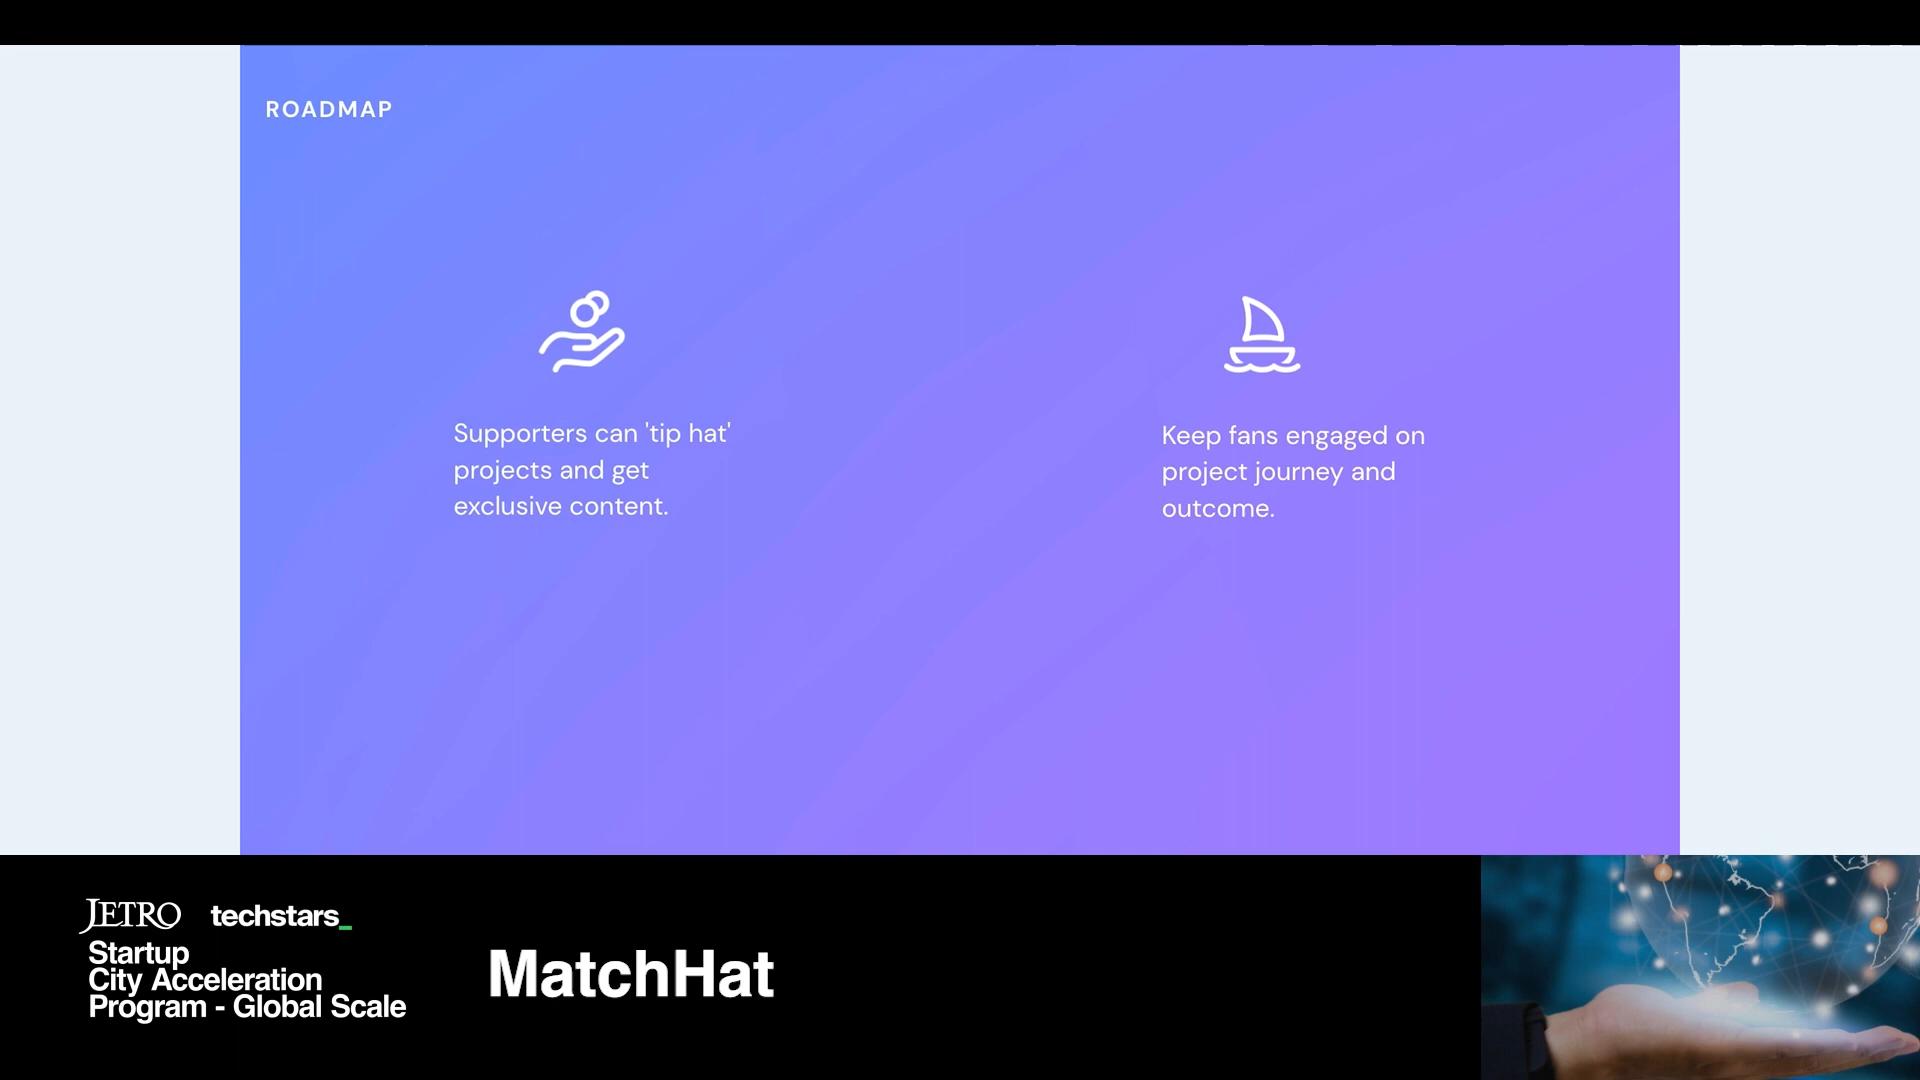 ROADMAP
Supporters can 'tip hat'
projects and get
exclusive content.
Keep fans engaged on
project journey and
outcome.
JETRO techstars_
Startup
City Acceleration
Program - Global Scale
MatchHat